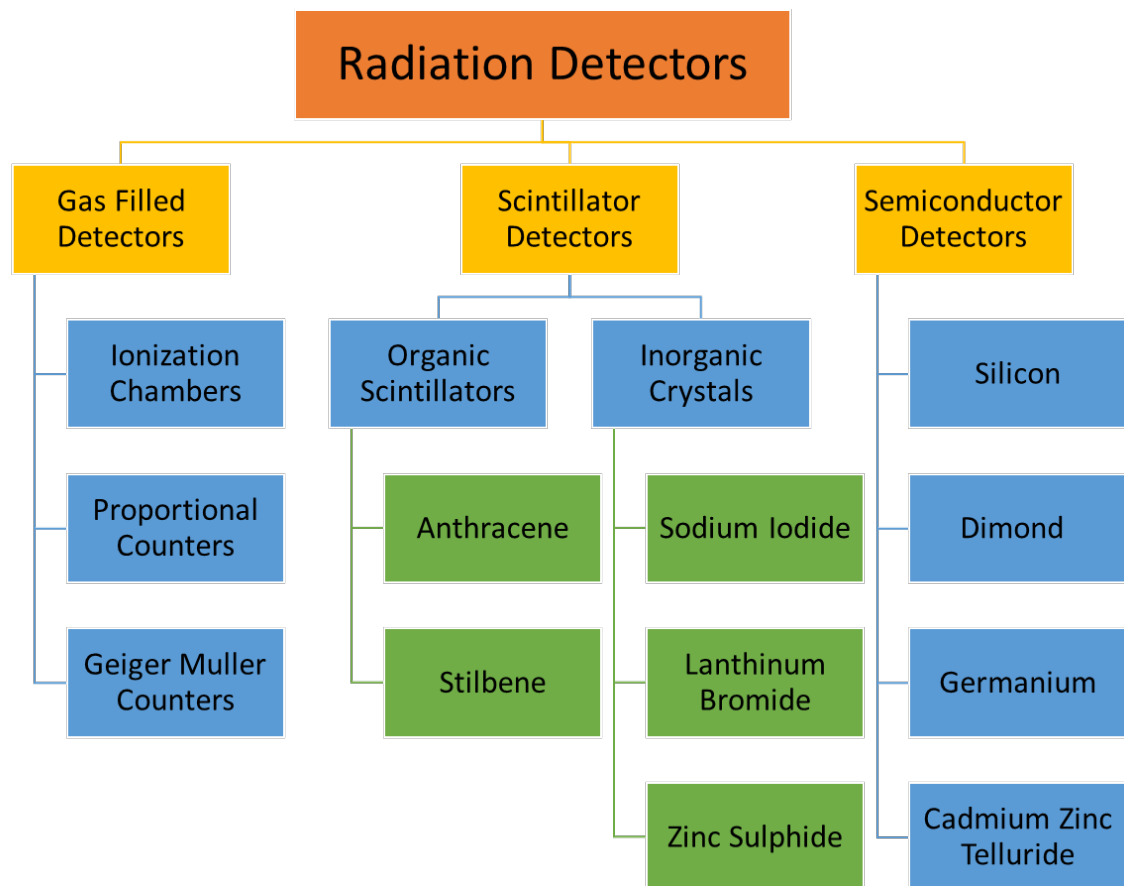 Radiation Detectors
Gas Filled
Detectors
Ionization
Chambers
Proportional
Counters
Geiger Muller
Counters
Scintillator
Detectors
Organic
Scintillators
Anthracene
Stilbene
Inorganic
Crystals
Sodium Iodide
Lanthinum
Bromide
Zinc Sulphide
Semiconductor
Detectors
Silicon
Dimond
Germanium
Cadmium Zinc
Telluride